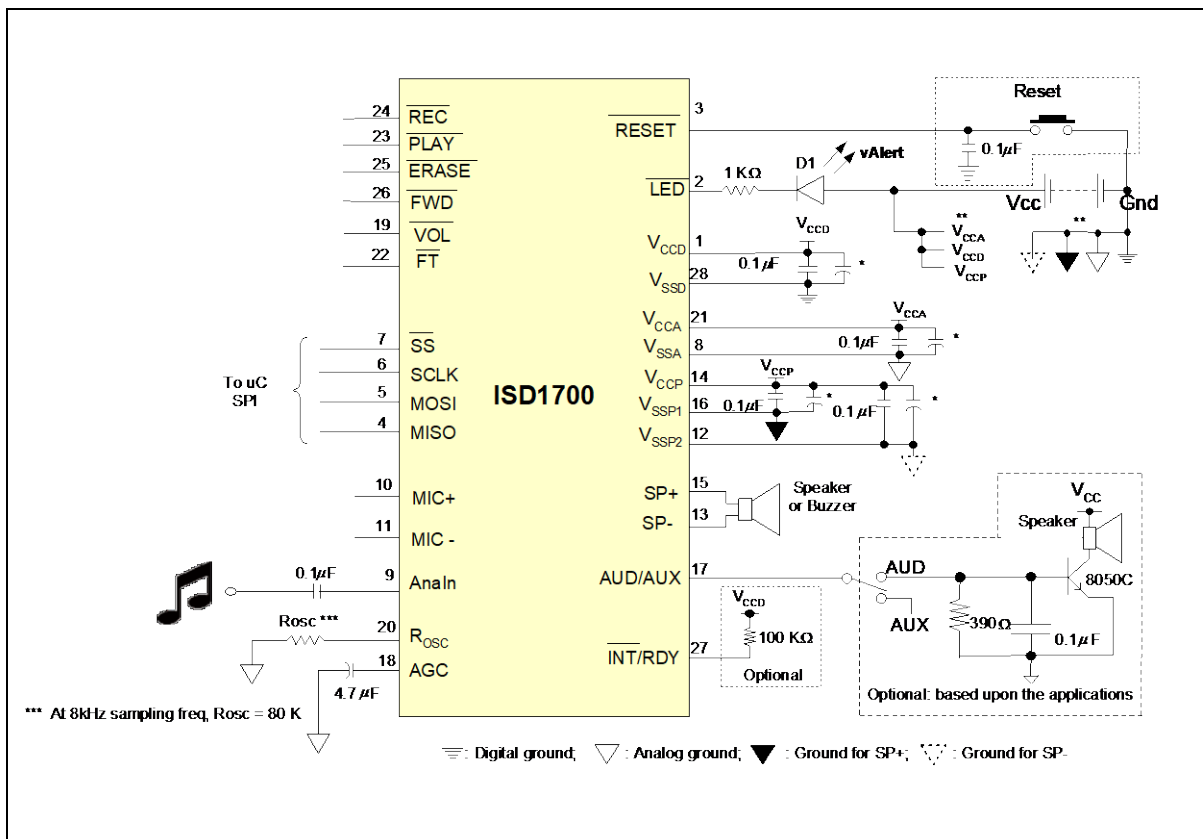 24
REC
23
PLAY
25
ERASE
26
FWD
19
VOL
22
FT
7
SS
6
SCLK
5
MOSI
4
MISO
To uC
SPI
10
MIC+
11
MIC -
0.1µF
9
AnaIn
Rosc ***
20
ROSC
18
AGC
4.7µF
*** At 8kHz sampling freq, Rosc = 80 K
ISD1700
3
RESET
Reset
0.1µF
LED
2
1 KΩ
D1
vAlert
Vcc
Gnd
**
VCCA
VCCD
VCCP
**
VCCD
1
VCCD
0.1µF
*
VSSD
28
VCCA
21
VCCA
0.1µF
*
VSSA
8
VCCP
14
VCCP
0.1µF
*
0.1µF
*
VSSP1
16
VSSP2
12
SP+
15
SP-
13
Speaker
or Buzzer
AUD/AUX
17
AUD
AUX
VCC
Speaker
8050C
390Ω
0.1µF
Optional: based upon the applications
VCCD
100 KΩ
INT/RDY
27
Optional
: Digital ground; : Analog ground; : Ground for SP+; : Ground for SP-